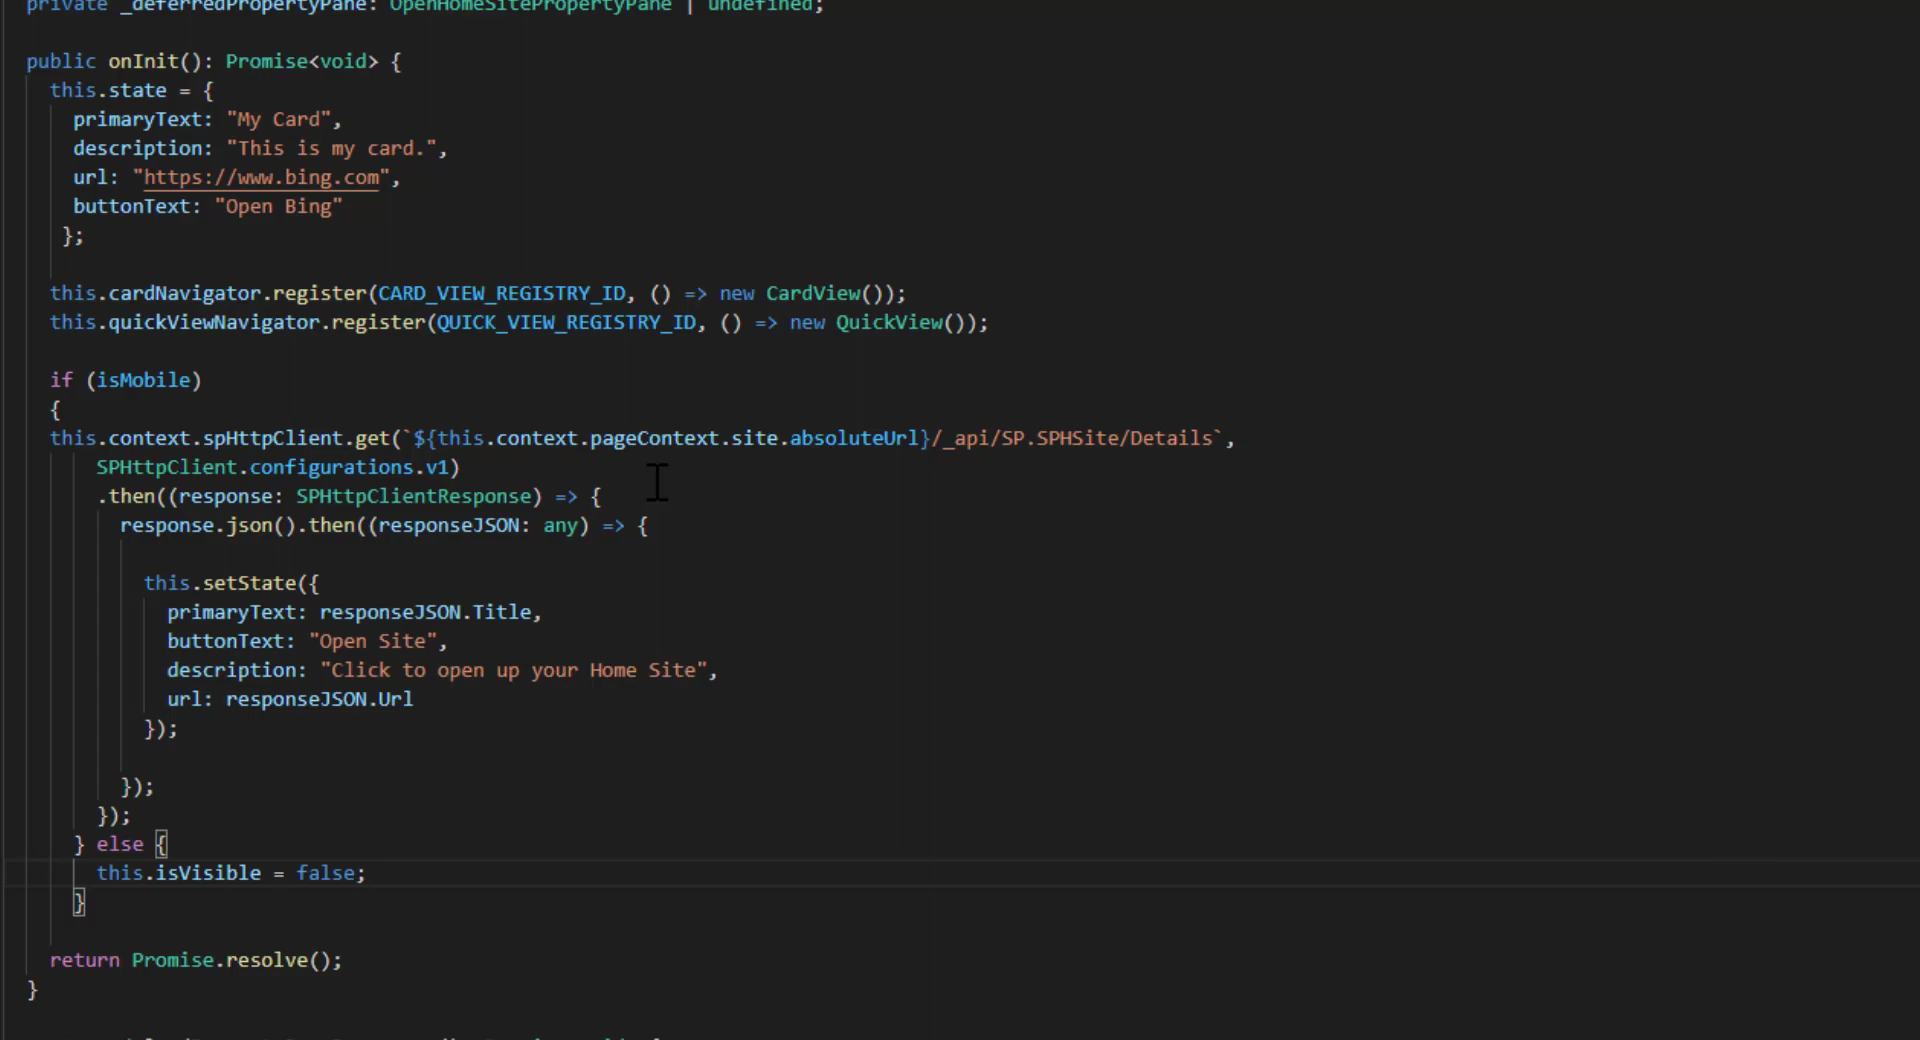 private _deferredPropertyPane: OpenHomeSitePropertyPane | undefined;
public onInit(): Promise<void> {
this.state = {
primaryText: "My Card",
description: "This is my card.",
url: "https://www.bing.com",
buttonText: "Open Bing"
};
this.cardNavigator.register(CARD_VIEW_REGISTRY_ID, () => new CardView());
this.quickViewNavigator.register(QUICK_VIEW_REGISTRY_ID, () => new QuickView());
if (isMobile)
{
this.context.spHttpClient.get(`${this.context.pageContext.site.absoluteUrl}/_api/SP.SPHSite/Details`,
SPHttpClient.configurations.v1)
.then((response: SPHttpClientResponse) => {
response.json().then((responseJSON: any) => {
this.setState({
primaryText: responseJSON.Title,
buttonText: "Open Site",
description: "Click to open up your Home Site",
url: responseJSON.Url
});
});
});
} else {
this.isVisible = false;
}
return Promise.resolve();
}